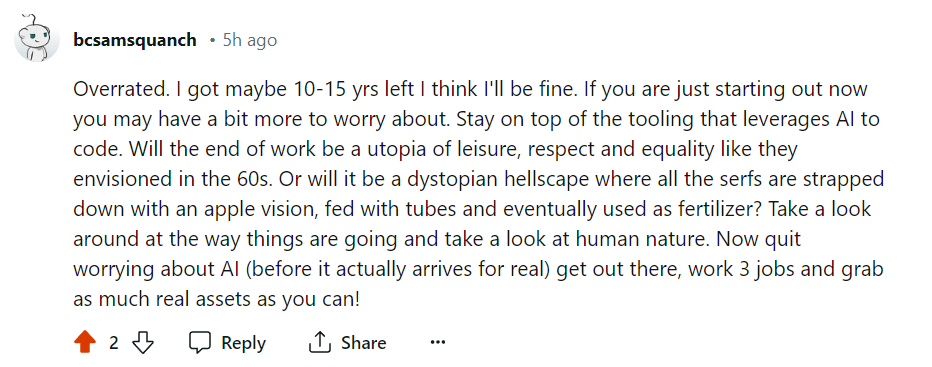 bcsamsquanch • 5h ago
Overrated. I got maybe 10-15 yrs left I think I'll be fine. If you are just starting out now
you may have a bit more to worry about. Stay on top of the tooling that leverages AI to
code. Will the end of work be a utopia of leisure, respect and equality like they
envisioned in the 60s. Or will it be a dystopian hellscape where all the serfs are strapped
down with an apple vision, fed with tubes and eventually used as fertilizer? Take a look
around at the way things are going and take a look at human nature. Now quit
worrying about AI (before it actually arrives for real) get out there, work 3 jobs and grab
as much real assets as you can!
2 Reply Share